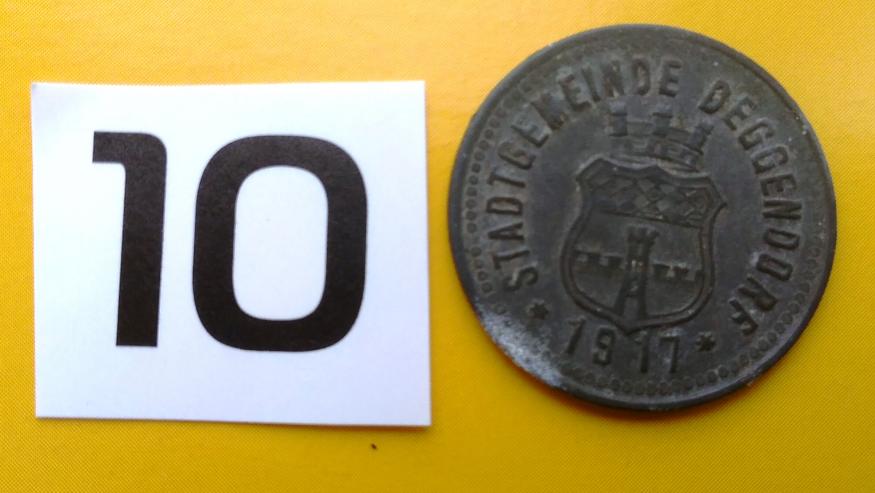 10
STADTGEMEINDE DEGGENDORF
* 1917 *